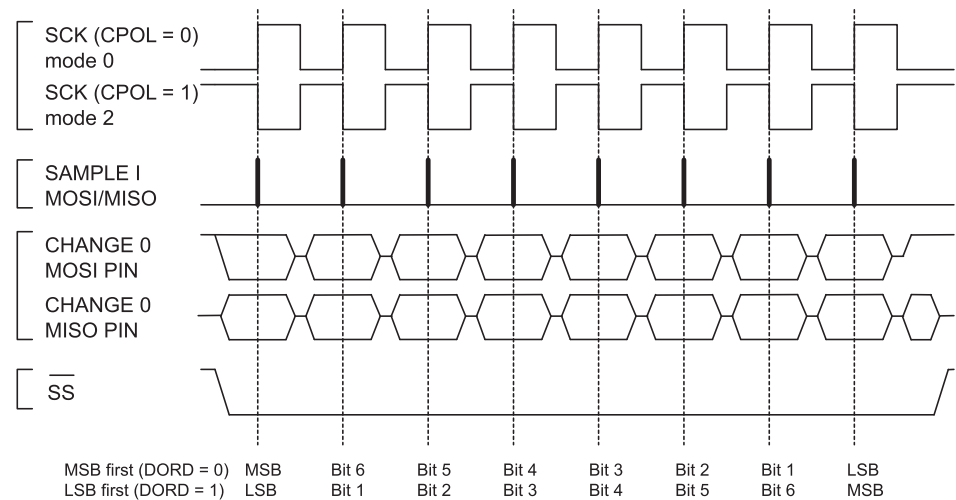 SCK (CPOL = 0)
mode 0
SCK (CPOL = 1)
mode 2
SAMPLE I
MOSI/MISO
CHANGE 0
MOSI PIN
CHANGE 0
MISO PIN
SS
MSB first (DORD = 0) MSB Bit 6 Bit 5 Bit 4 Bit 3 Bit 2 Bit 1 LSB
LSB first (DORD = 1) LSB Bit 1 Bit 2 Bit 3 Bit 4 Bit 5 Bit 6 MSB